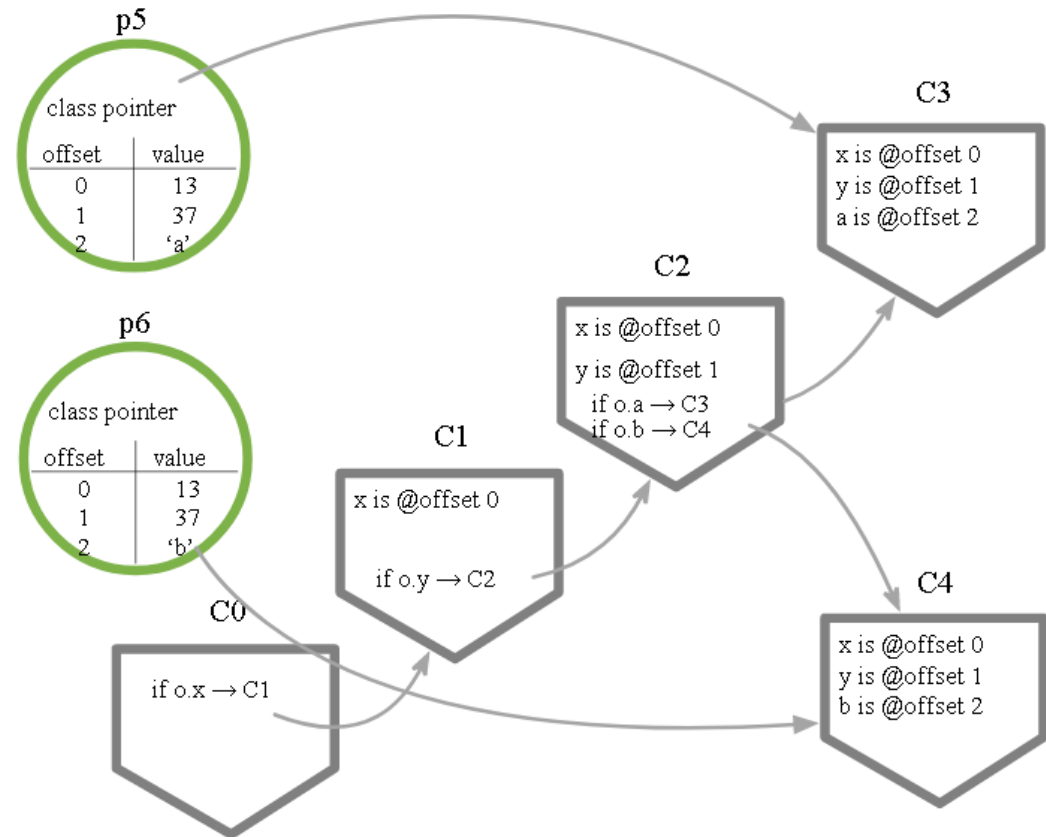 p5
class pointer
offset value
0 13
1 37
2 ‘a’
C3
x is @offset 0
y is @offset 1
a is @offset 2
p6
class pointer
offset value
0 13
1 37
2 ‘b’
C2
x is @offset 0
y is @offset 1
if o.a → C3
if o.b → C4
C1
x is @offset 0
if o.y → C2
C0
if o.x → C1
C4
x is @offset 0
y is @offset 1
b is @offset 2